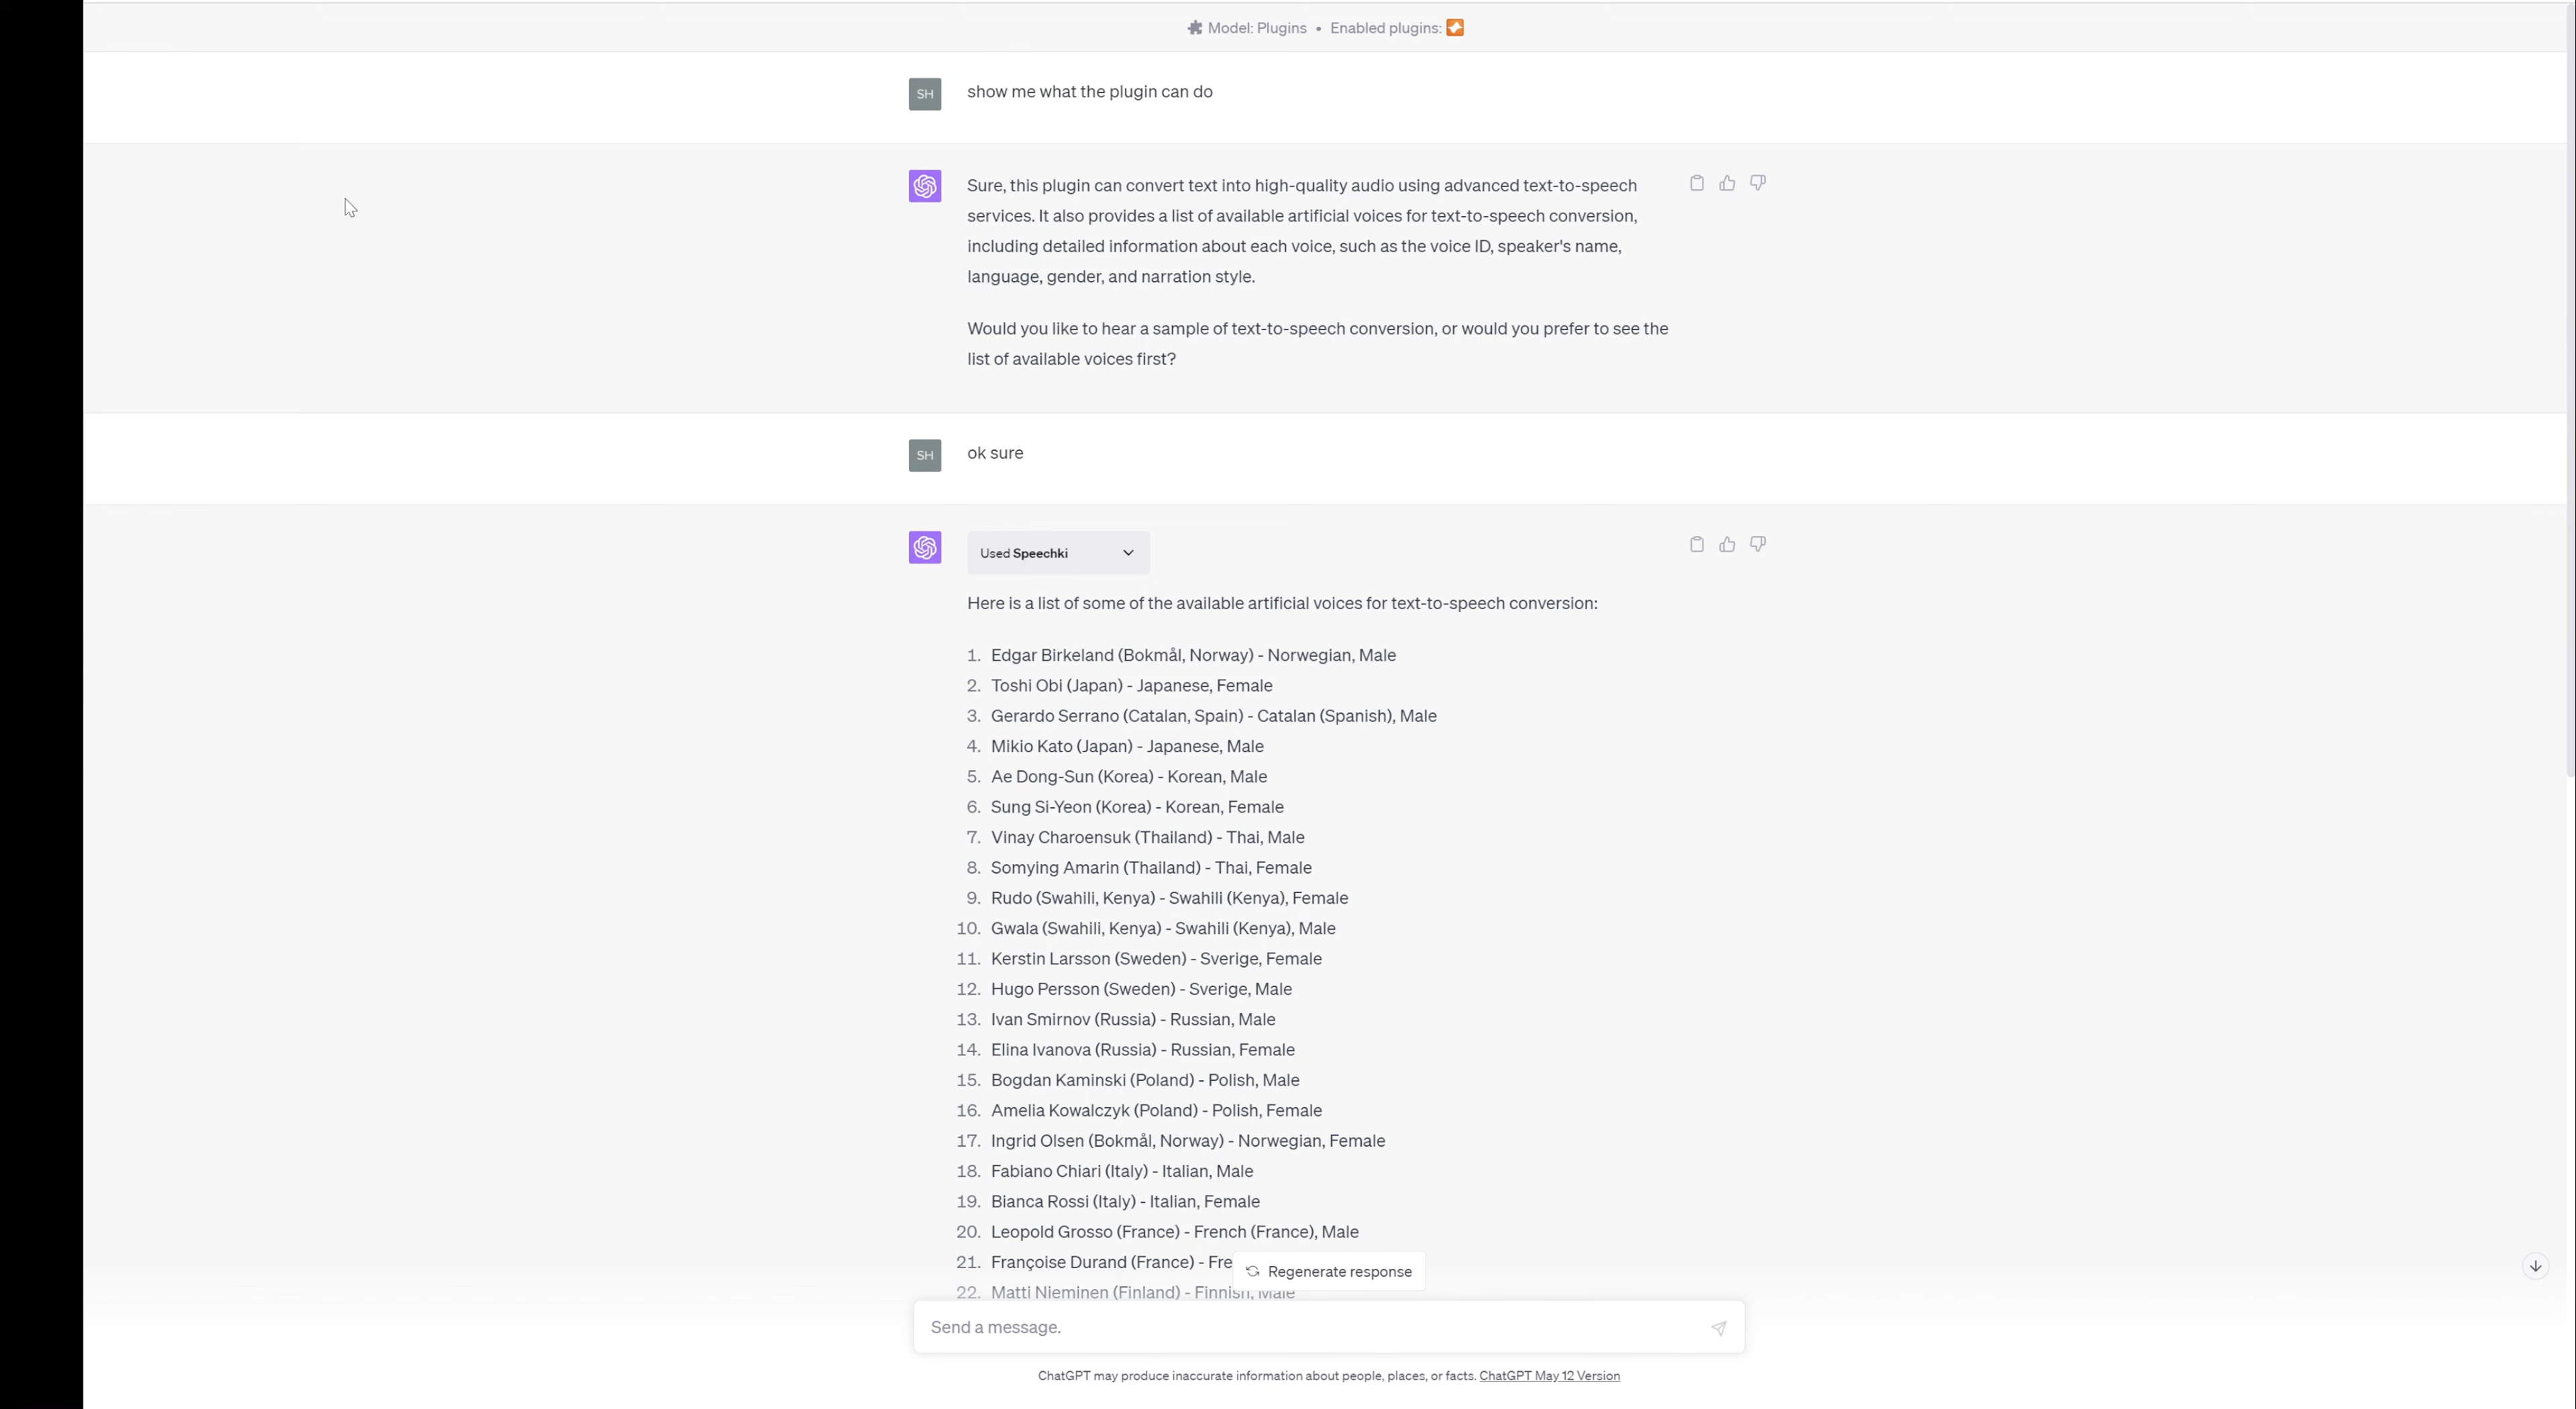 Model: Plugins • Enabled plugins:
SH
show me what the plugin can do
Sure, this plugin can convert text into high-quality audio using advanced text-to-speech
services. It also provides a list of available artificial voices for text-to-speech conversion,
including detailed information about each voice, such as the voice ID, speaker's name,
language, gender, and narration style.
Would you like to hear a sample of text-to-speech conversion, or would you prefer to see the
list of available voices first?
SH
ok sure
Used Speechki
Here is a list of some of the available artificial voices for text-to-speech conversion:
1. Edgar Birkeland (Bokmål, Norway) - Norwegian, Male
2. Toshi Obi (Japan) - Japanese, Female
3. Gerardo Serrano (Catalan, Spain) - Catalan (Spanish), Male
4. Mikio Kato (Japan) - Japanese, Male
5. Ae Dong-Sun (Korea) - Korean, Male
6. Sung Si-Yeon (Korea) - Korean, Female
7. Vinay Charoensuk (Thailand) - Thai, Male
8. Somying Amarin (Thailand) - Thai, Female
9. Rudo (Swahili, Kenya) - Swahili (Kenya), Female
10. Gwala (Swahili, Kenya) - Swahili (Kenya), Male
11. Kerstin Larsson (Sweden) - Sverige, Female
12. Hugo Persson (Sweden) - Sverige, Male
13. Ivan Smirnov (Russia) - Russian, Male
14. Elina Ivanova (Russia) - Russian, Female
15. Bogdan Kaminski (Poland) - Polish, Male
16. Amelia Kowalczyk (Poland) - Polish, Female
17. Ingrid Olsen (Bokmål, Norway) - Norwegian, Female
18. Fabiano Chiari (Italy) - Italian, Male
19. Bianca Rossi (Italy) - Italian, Female
20. Leopold Grosso (France) - French (France), Male
21. Françoise Durand (France) - Fre
Regenerate response
22. Matti Nieminen (Finland) - Finnish, Male
Send a message.
ChatGPT may produce inaccurate information about people, places, or facts. ChatGPT May 12 Version